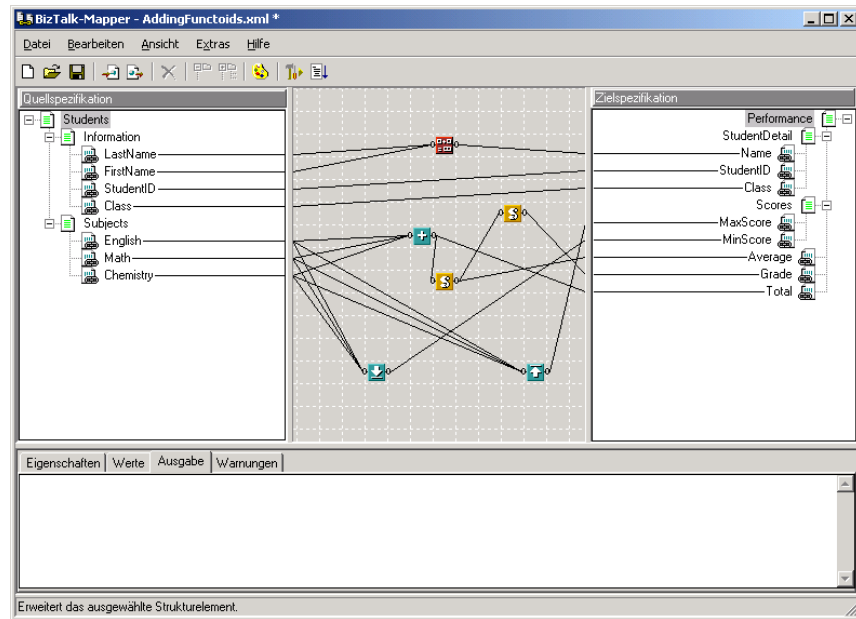 BizTalk-Mapper - AddingFunctoids.xml *
Datei Bearbeiten Ansicht Extras Hilfe
Quellspezifikation
Students
Information
LastName
FirstName
StudentID
Class
Subjects
English
Math
Chemistry
Zielspezifikation
Performance
StudentDetail
Name
StudentID
Class
Scores
MaxScore
MinScore
Average
Grade
Total
Eigenschaften Werte Ausgabe Warnungen
Erweitert das ausgewählte Strukturelement.